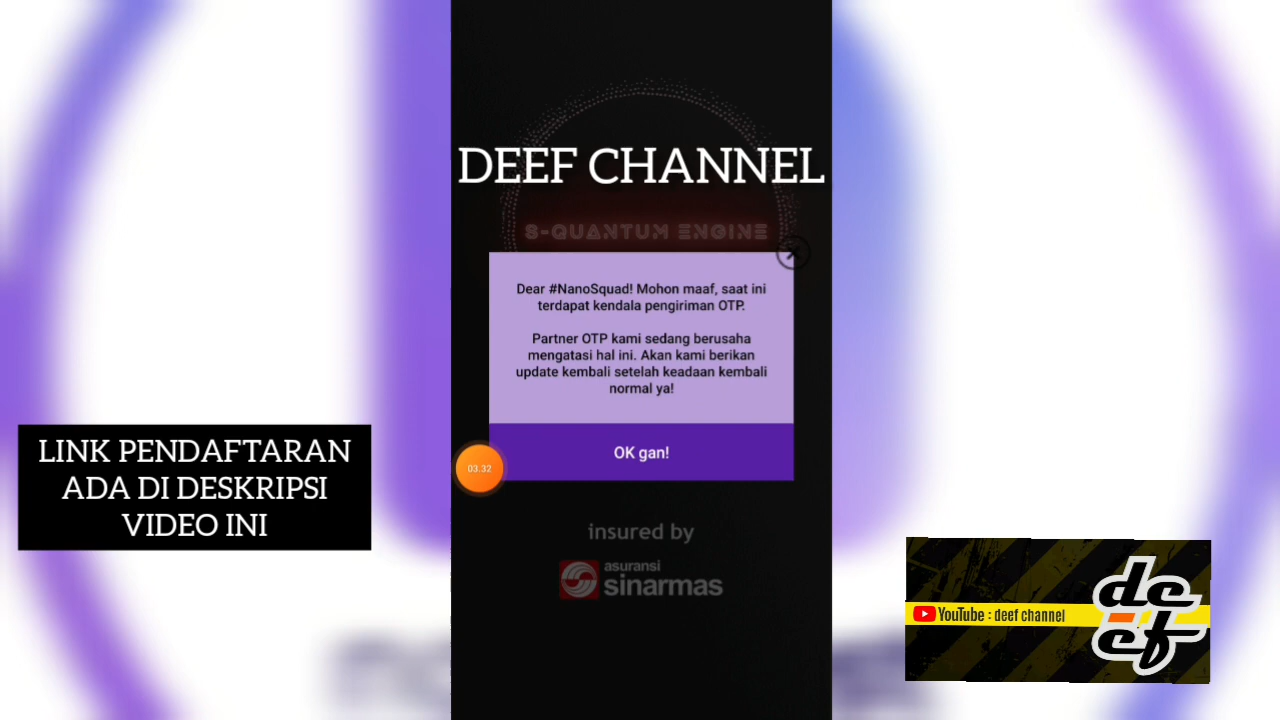 DEEF CHANNEL
S-QUANTUM ENGINE
Dear #NanoSquad! Mohon maaf, saat ini
terdapat kendala pengiriman OTP.
Partner OTP kami sedang berusaha
mengatasi hal ini. Akan kami berikan
update kembali setelah keadaan kembali
normal ya!
OK gan!
03.32
insured by
asuransi
sinarmas
LINK PENDAFTARAN
ADA DI DESKRIPSI
VIDEO INI
YouTube : deef channel
de
ef